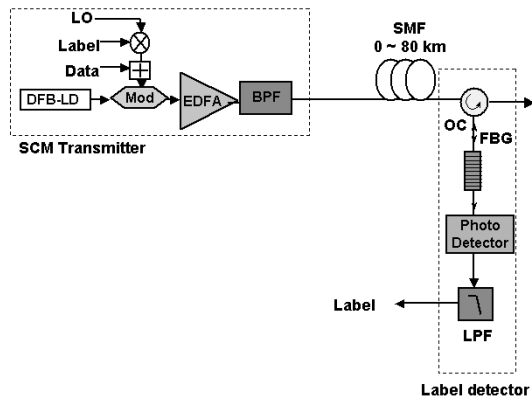 LO
Label
Data
DFB-LD
Mod
EDFA
BPF
SCM Transmitter
SMF
0 ~ 80 km
OC
FBG
Photo
Detector
Label
LPF
Label detector